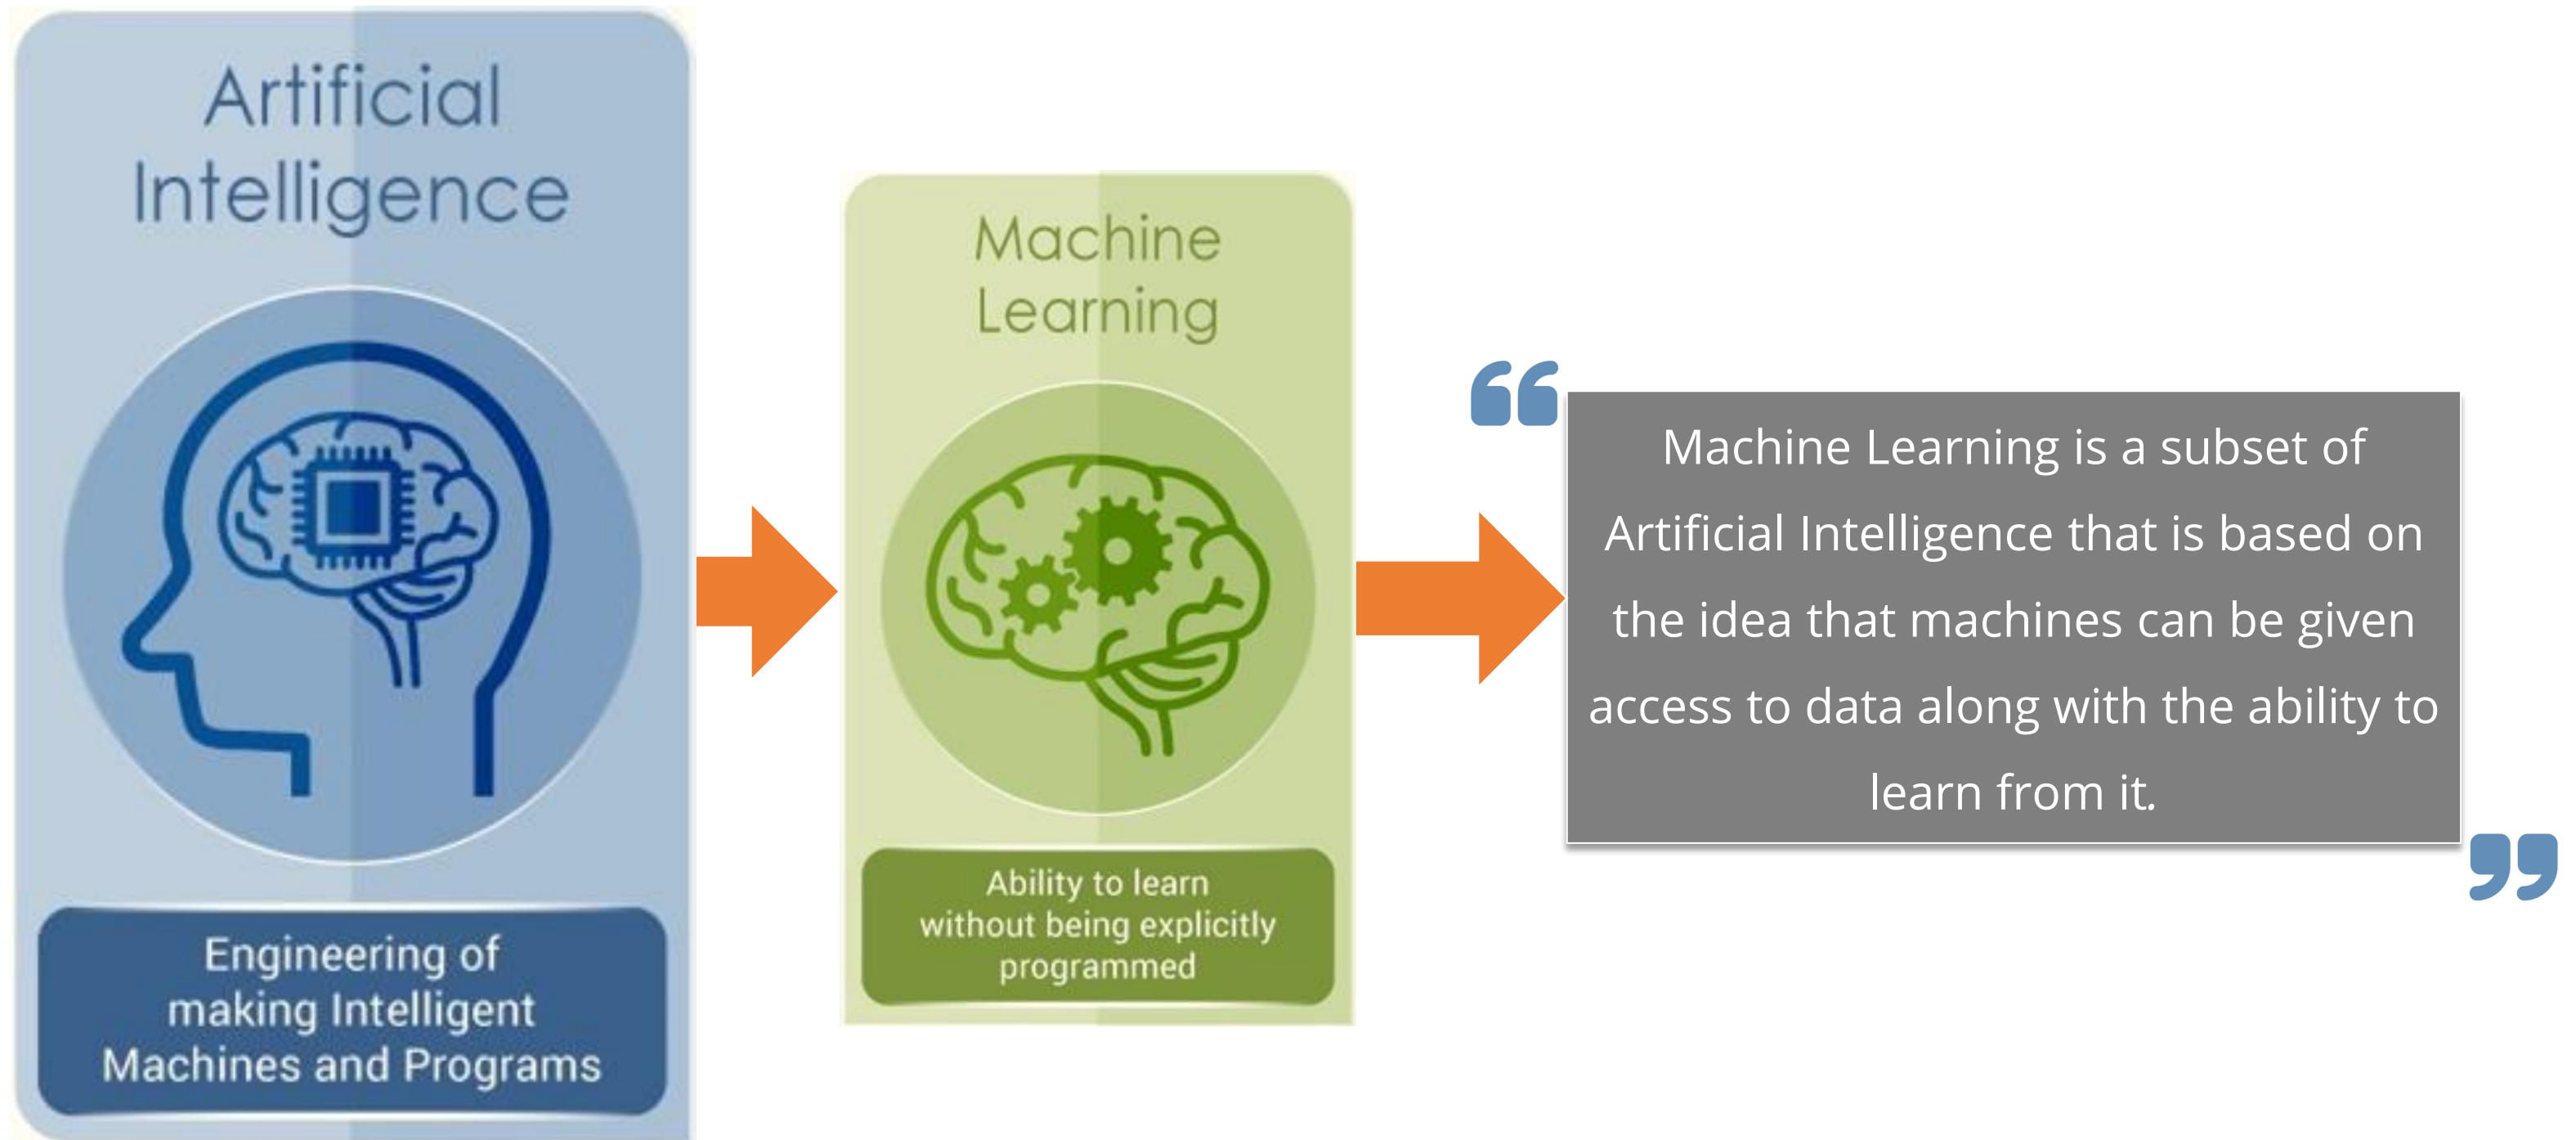 Artificial
Intelligence
Engineering of
making Intelligent
Machines and Programs
Machine
Learning
Ability to learn
without being explicitly
programmed
“
Machine Learning is a subset of
Artificial Intelligence that is based on
the idea that machines can be given
access to data along with the ability to
learn from it.
”